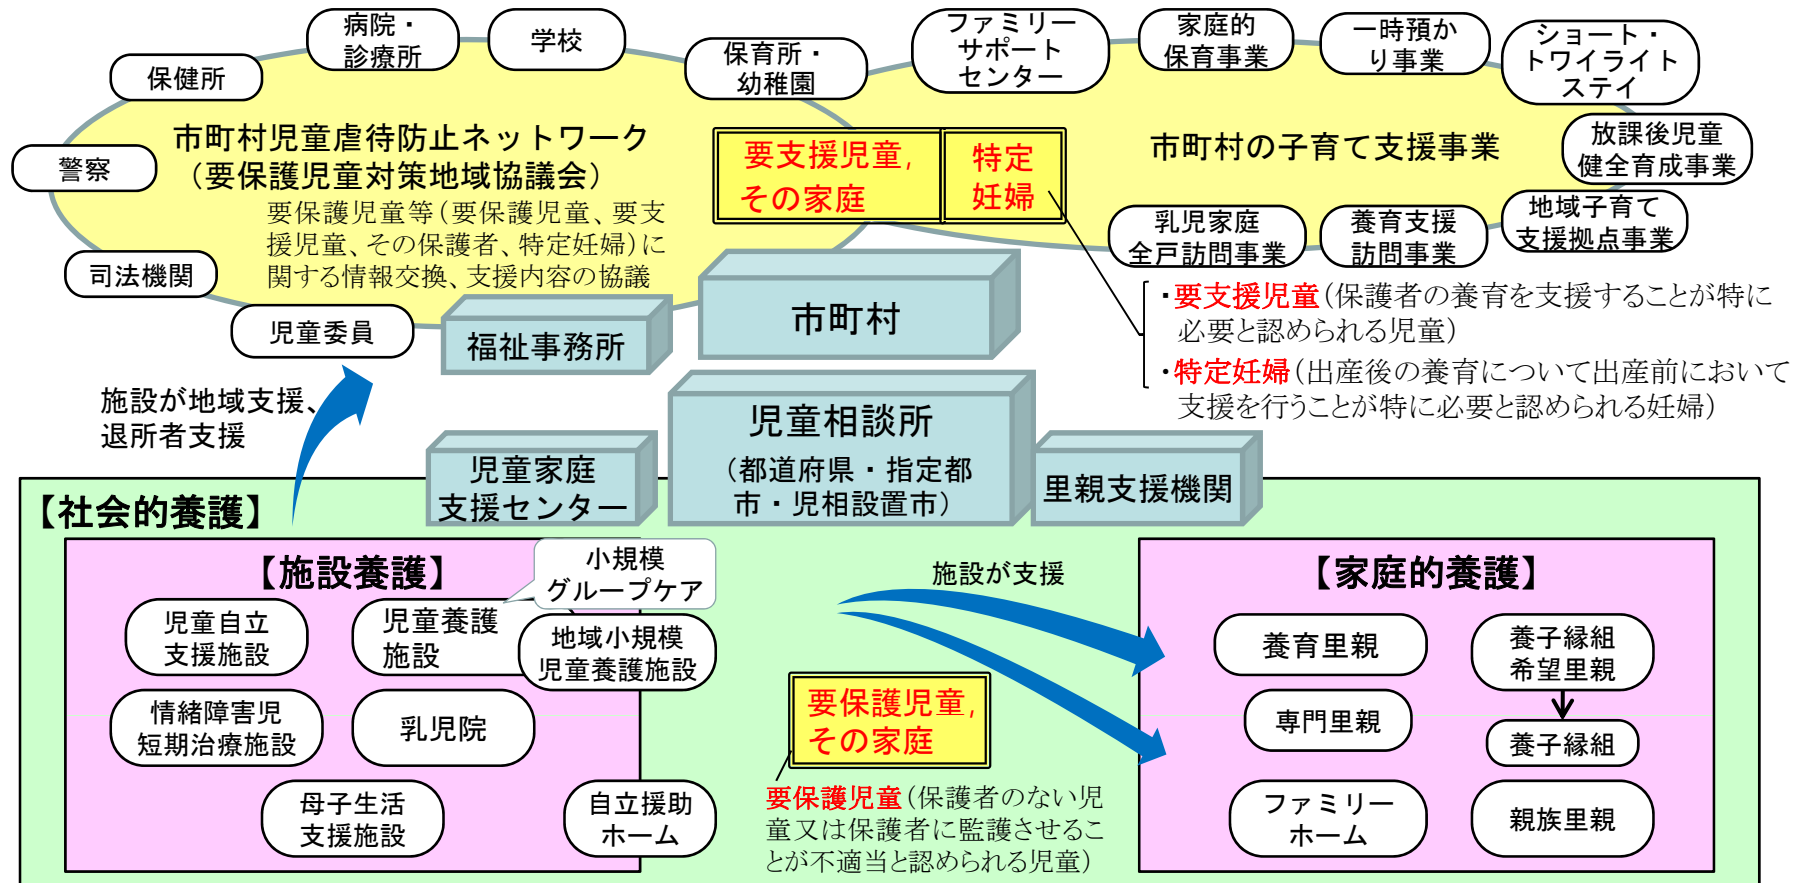 病院・
診療所
学校
保健所
保育所・
幼稚園
ファミリー
サポート
センター
家庭的
保育事業
一時預か
り事業
ショート・
トワイライト
ステイ
警察
市町村児童虐待防止ネットワーク
（要保護児童対策地域協議会）
要保護児童等（要保護児童、要支
援児童、その保護者、特定妊婦）に
関する情報交換、支援内容の協議
司法機関
児童委員
要支援児童,
その家庭
特定
妊婦
市町村の子育て支援事業
放課後児童
健全育成事業
地域子育て
支援拠点事業
乳児家庭
全戸訪問事業
養育支援
訪問事業
福祉事務所
市町村
・要支援児童（保護者の養育を支援することが特に
必要と認められる児童）
・特定妊婦（出産後の養育について出産前において
支援を行うことが特に必要と認められる妊婦）
施設が地域支援、
退所者支援
児童家庭
支援センター
児童相談所
（都道府県・指定都
市・児相設置市）
里親支援機関
【社会的養護】
【施設養護】
小規模
グループケア
児童自立
支援施設
児童養護
施設
地域小規模
児童養護施設
情緒障害児
短期治療施設
乳児院
母子生活
支援施設
自立援助
ホーム
施設が支援
要保護児童,
その家庭
要保護児童（保護者のない児
童又は保護者に監護させるこ
とが不適当と認められる児童）
【家庭的養護】
養育里親
養子縁組
希望里親
専門里親
養子縁組
ファミリー
ホーム
親族里親